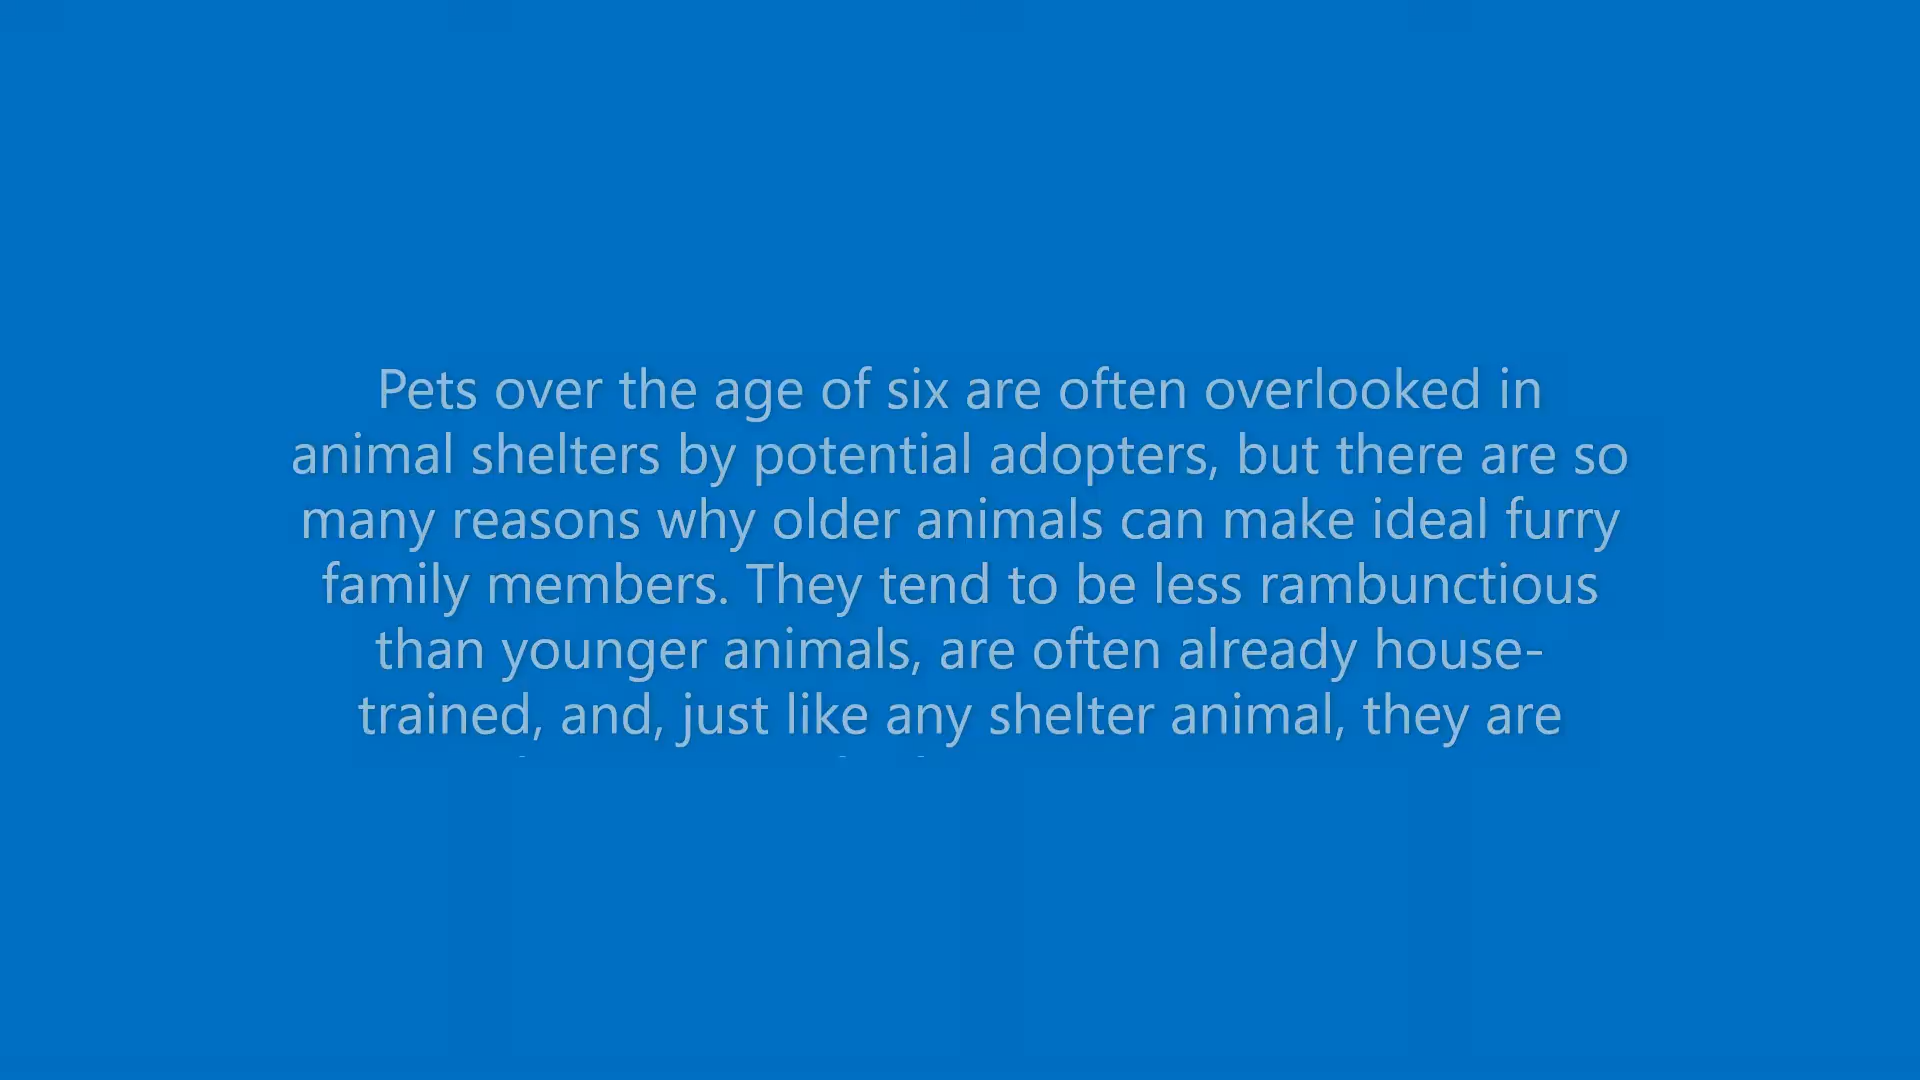 Pets over the age of six are often overlooked in
animal shelters by potential adopters, but there are so
many reasons why older animals can make ideal furry
family members. They tend to be less rambunctious
than younger animals, are often already house-
trained, and, just like any shelter animal, they are